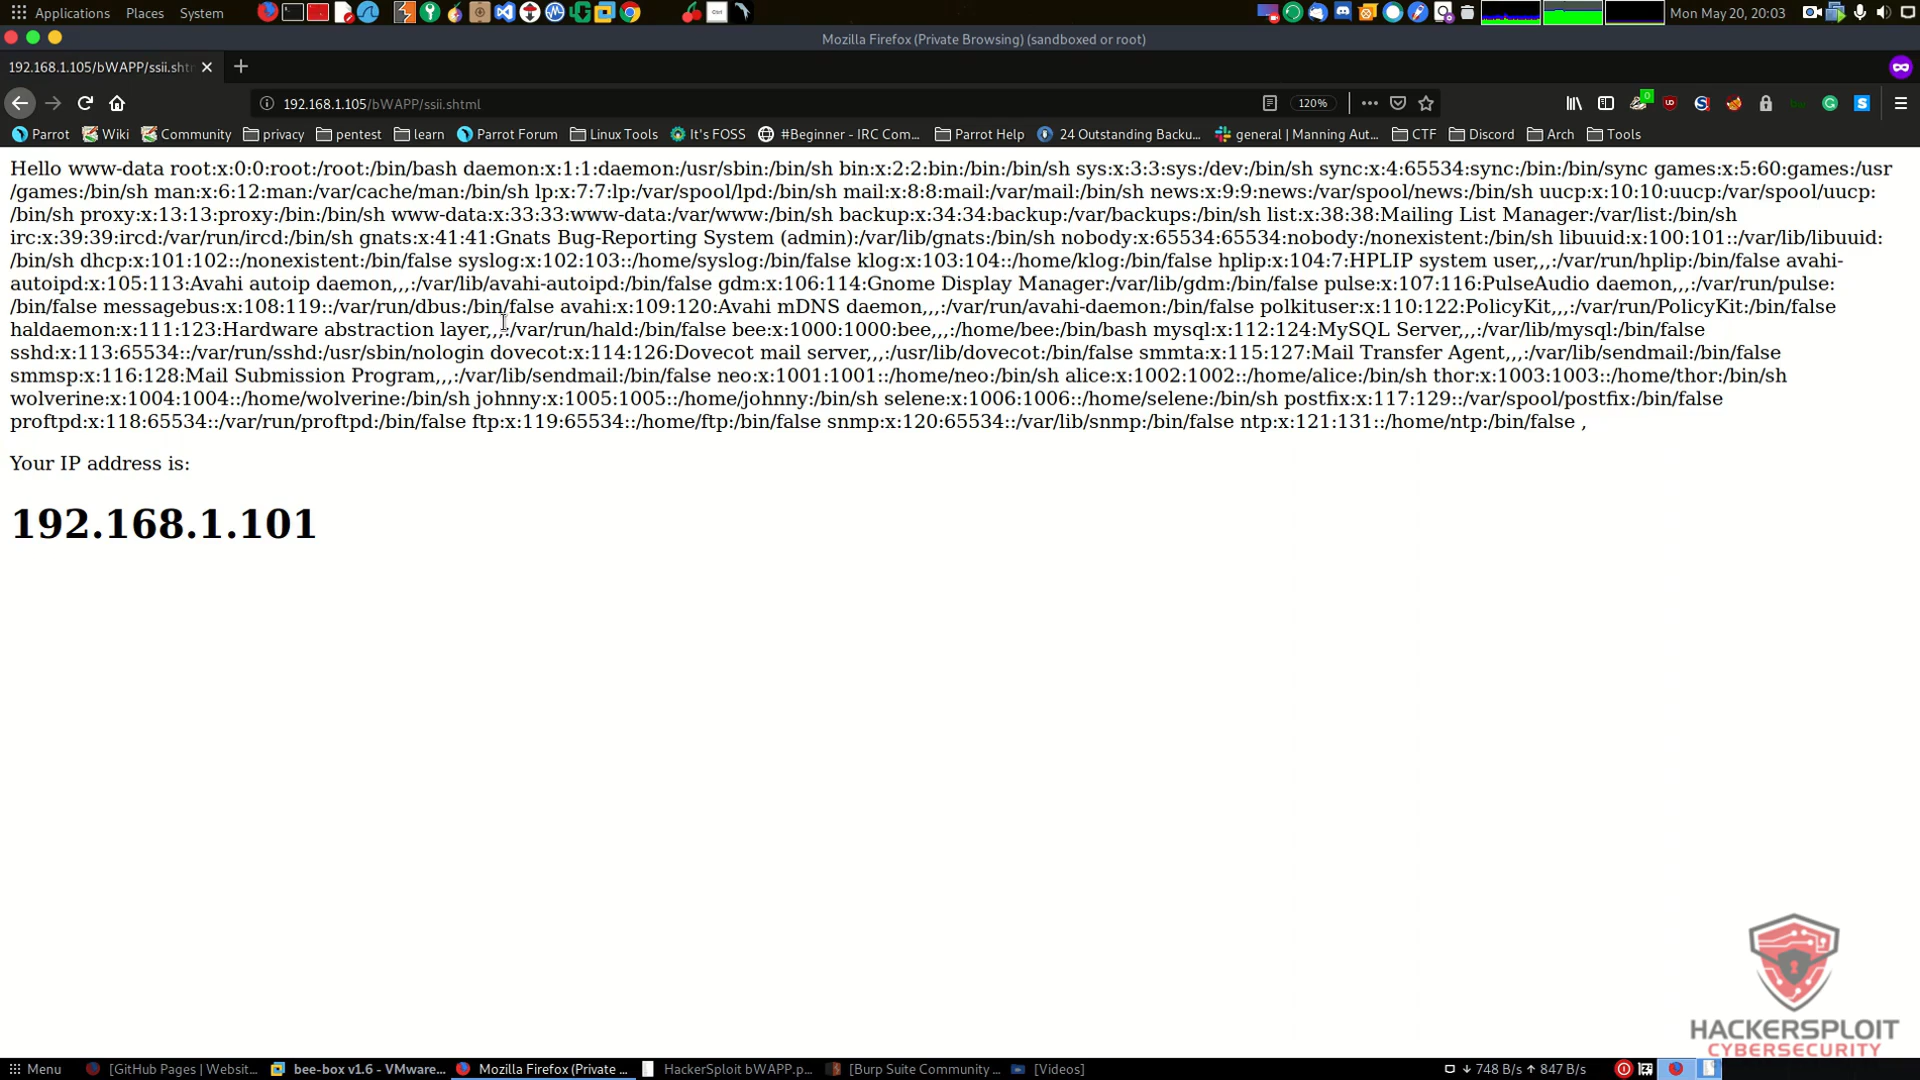 Applications Places System
Mon May 20, 20:03
Mozilla Firefox (Private Browsing) (sandboxed or root)
192.168.1.105/bWAPP/ssii.shtm
192.168.1.105/bWAPP/ssii.shtml
120%
Parrot Wiki Community privacy pentest learn Parrot Forum Linux Tools It's FOSS #Beginner - IRC Com... Parrot Help 24 Outstanding Backu... general | Manning Aut... CTF Discord Arch Tools
Hello www-data root:x:0:0:root:/root:/bin/bash daemon:x:1:1:daemon:/usr/sbin:/bin/sh bin:x:2:2:bin:/bin:/bin/sh sys:x:3:3:sys:/dev:/bin/sh sync:x:4:65534:sync:/bin:/bin/sync games:x:5:60:games:/usr
/games:/bin/sh man:x:6:12:man:/var/cache/man:/bin/sh lp:x:7:7:lp:/var/spool/lpd:/bin/sh mail:x:8:8:mail:/var/mail:/bin/sh news:x:9:9:news:/var/spool/news:/bin/sh uucp:x:10:10:uucp:/var/spool/uucp:
/bin/sh proxy:x:13:13:proxy:/bin:/bin/sh www-data:x:33:33:www-data:/var/www:/bin/sh backup:x:34:34:backup:/var/backups:/bin/sh list:x:38:38:Mailing List Manager:/var/list:/bin/sh
irc:x:39:39:ircd:/var/run/ircd:/bin/sh gnats:x:41:41:Gnats Bug-Reporting System (admin):/var/lib/gnats:/bin/sh nobody:x:65534:65534:nobody:/nonexistent:/bin/sh libuuid:x:100:101::/var/lib/libuuid:
/bin/sh dhcp:x:101:102::/nonexistent:/bin/false syslog:x:102:103::/home/syslog:/bin/false klog:x:103:104::/home/klog:/bin/false hplip:x:104:7:HPLIP system user,,,:/var/run/hplip:/bin/false avahi-
autoipd:x:105:113:Avahi autoip daemon,,,:/var/lib/avahi-autoipd:/bin/false gdm:x:106:114:Gnome Display Manager:/var/lib/gdm:/bin/false pulse:x:107:116:PulseAudio daemon,,,:/var/run/pulse:
/bin/false messagebus:x:108:119::/var/run/dbus:/bin/false avahi:x:109:120:Avahi mDNS daemon,,,:/var/run/avahi-daemon:/bin/false polkituser:x:110:122:PolicyKit,,,:/var/run/PolicyKit:/bin/false
haldaemon:x:111:123:Hardware abstraction layer,,,:/var/run/hald:/bin/false bee:x:1000:1000:bee,,,:/home/bee:/bin/bash mysql:x:112:124:MySQL Server,,,:/var/lib/mysql:/bin/false
sshd:x:113:65534::/var/run/sshd:/usr/sbin/nologin dovecot:x:114:126:Dovecot mail server,,,:/usr/lib/dovecot:/bin/false smmta:x:115:127:Mail Transfer Agent,,,:/var/lib/sendmail:/bin/false
smmsp:x:116:128:Mail Submission Program,,,:/var/lib/sendmail:/bin/false neo:x:1001:1001::/home/neo:/bin/sh alice:x:1002:1002::/home/alice:/bin/sh thor:x:1003:1003::/home/thor:/bin/sh
wolverine:x:1004:1004::/home/wolverine:/bin/sh johnny:x:1005:1005::/home/johnny:/bin/sh selene:x:1006:1006::/home/selene:/bin/sh postfix:x:117:129::/var/spool/postfix:/bin/false
proftpd:x:118:65534::/var/run/proftpd:/bin/false ftp:x:119:65534::/home/ftp:/bin/false snmp:x:120:65534::/var/lib/snmp:/bin/false ntp:x:121:131::/home/ntp:/bin/false ,
Your IP address is:
192.168.1.101
HACKERSPLOIT
CYBERSECURITY
Menu [GitHub Pages | Websit... bee-box v1.6 - VMware... Mozilla Firefox (Private ... HackerSploit bWAPP.p... [Burp Suite Community ... [Videos] 748 B/s 847 B/s